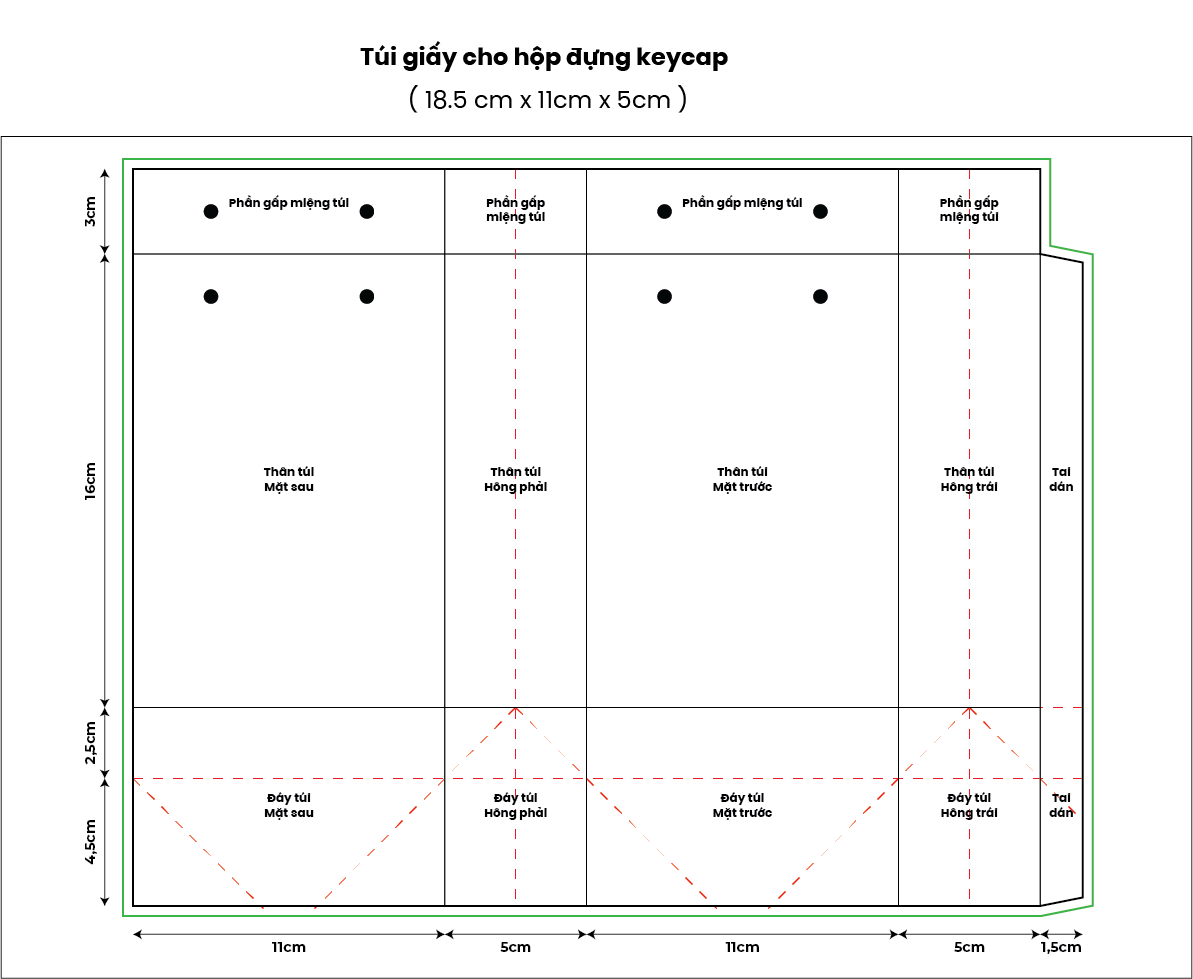 Túi giấy cho hộp đựng keycap
( 18.5 cm x 11cm x 5cm )
3cm
Phần gấp miệng túi
Phần gấp
miệng túi
Phần gấp miệng túi
Phần gấp
miệng túi
16cm
Thân túi
Mặt sau
Thân túi
Hông phải
Thân túi
Mặt trước
Thân túi
Hông trái
Tai
dán
2,5cm
4,5cm
Đáy túi
Mặt sau
Đáy túi
Hông phải
Đáy túi
Mặt trước
Đáy túi
Hông trái
Tai
dán
11cm
5cm
11cm
5cm
1,5cm